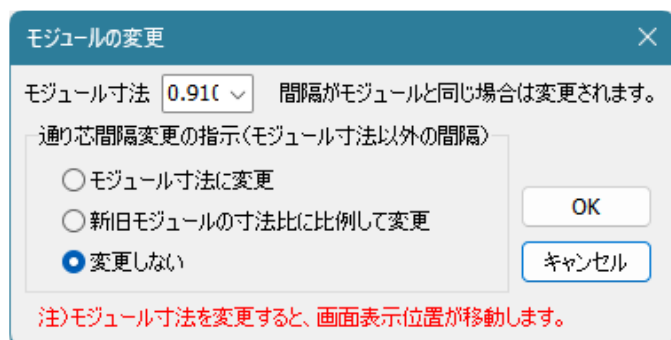 モジュールの変更
モジュール寸法 0.910 間隔がモジュールと同じ場合は変更されます。
通り芯間隔変更の指示(モジュール寸法以外の間隔)
モジュール寸法に変更
新旧モジュールの寸法比に比例して変更
変更しない
OK
キャンセル
注)モジュール寸法を変更すると、画面表示位置が移動します。